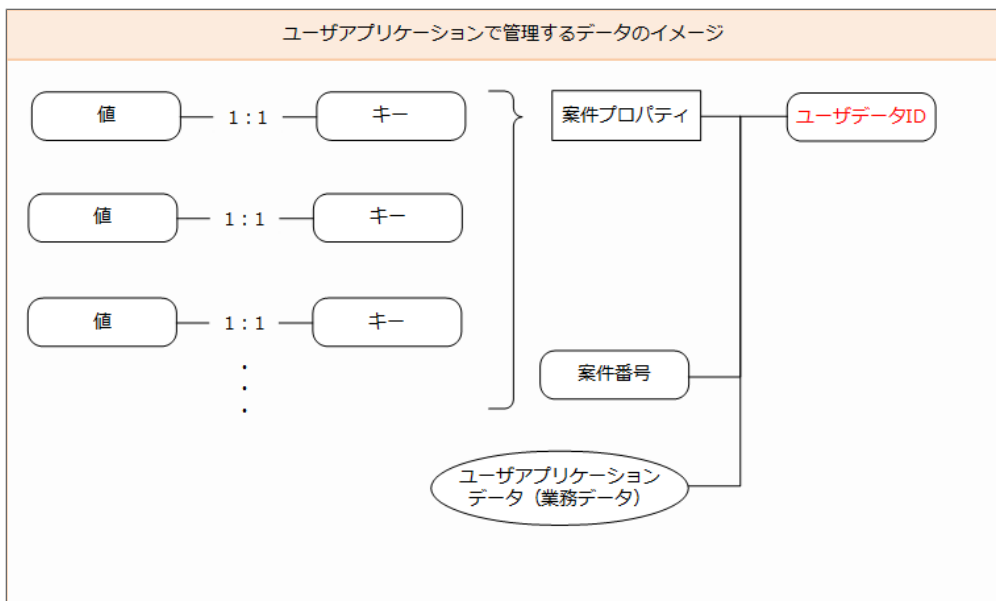 ユーザアプリケーションで管理するデータのイメージ
値 1：1 キー
案件プロパティ
ユーザデータID
値 1：1 キー
値 1：1 キー
・
・
・
案件番号
ユーザアプリケーション
データ（業務データ）